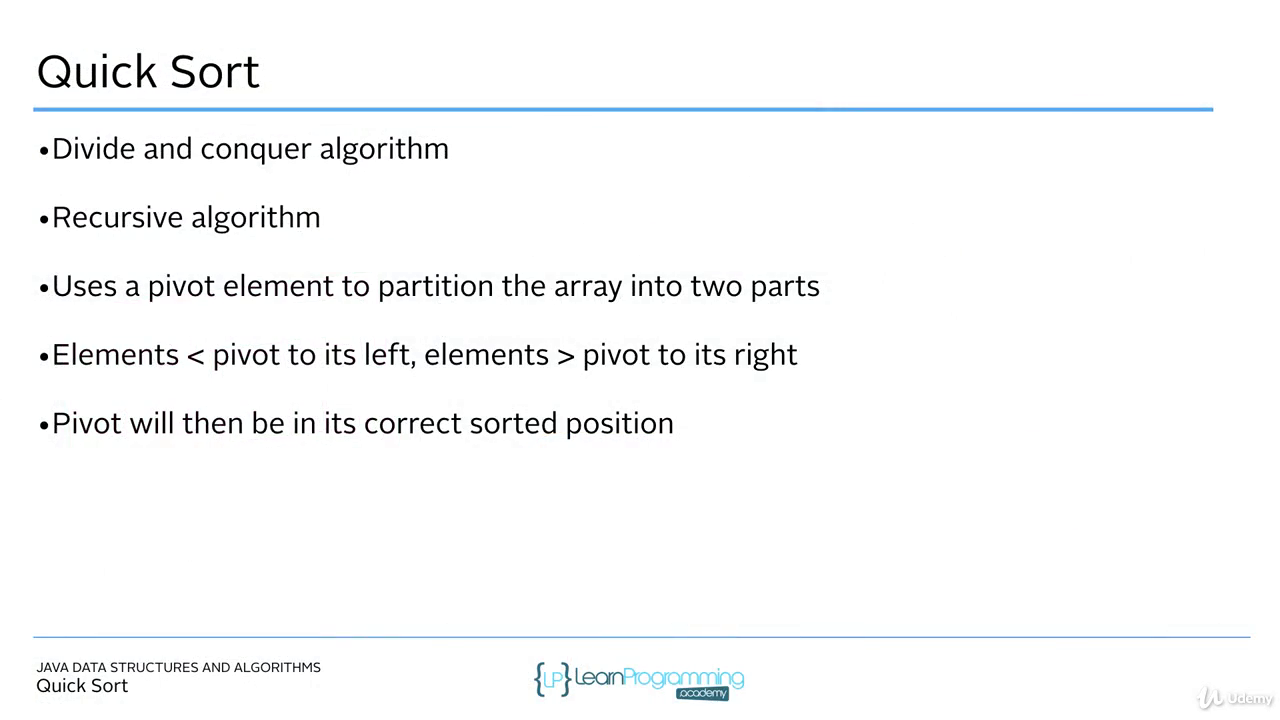 Quick Sort
•Divide and conquer algorithm
•Recursive algorithm
•Uses a pivot element to partition the array into two parts
•Elements < pivot to its left, elements > pivot to its right
•Pivot will then be in its correct sorted position
JAVA DATA STRUCTURES AND ALGORITHMS
Quick Sort
{LP} LearnProgramming
.academy
Udemy